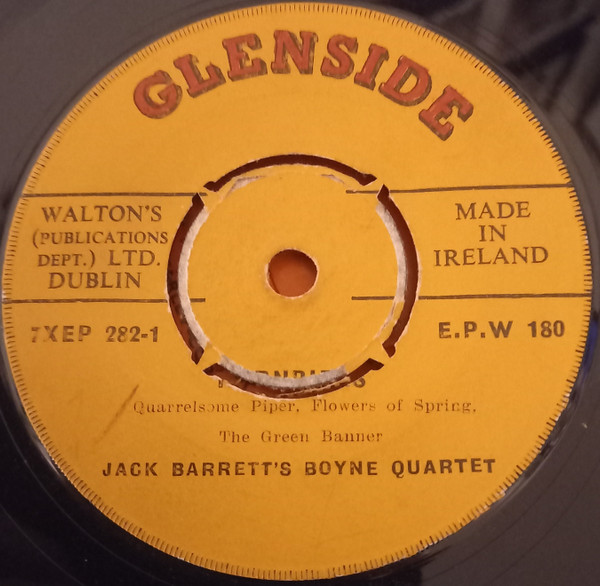 GLENSIDE
WALTON'S
(PUBLICATIONS
DEPT.) LTD.
DUBLIN
MADE
IN
IRELAND
7XEP 282-1
E.P.W 180
Quarrelsome Piper, Flowers of Spring,
The Green Banner
JACK BARRETT'S BOYNE QUARTET